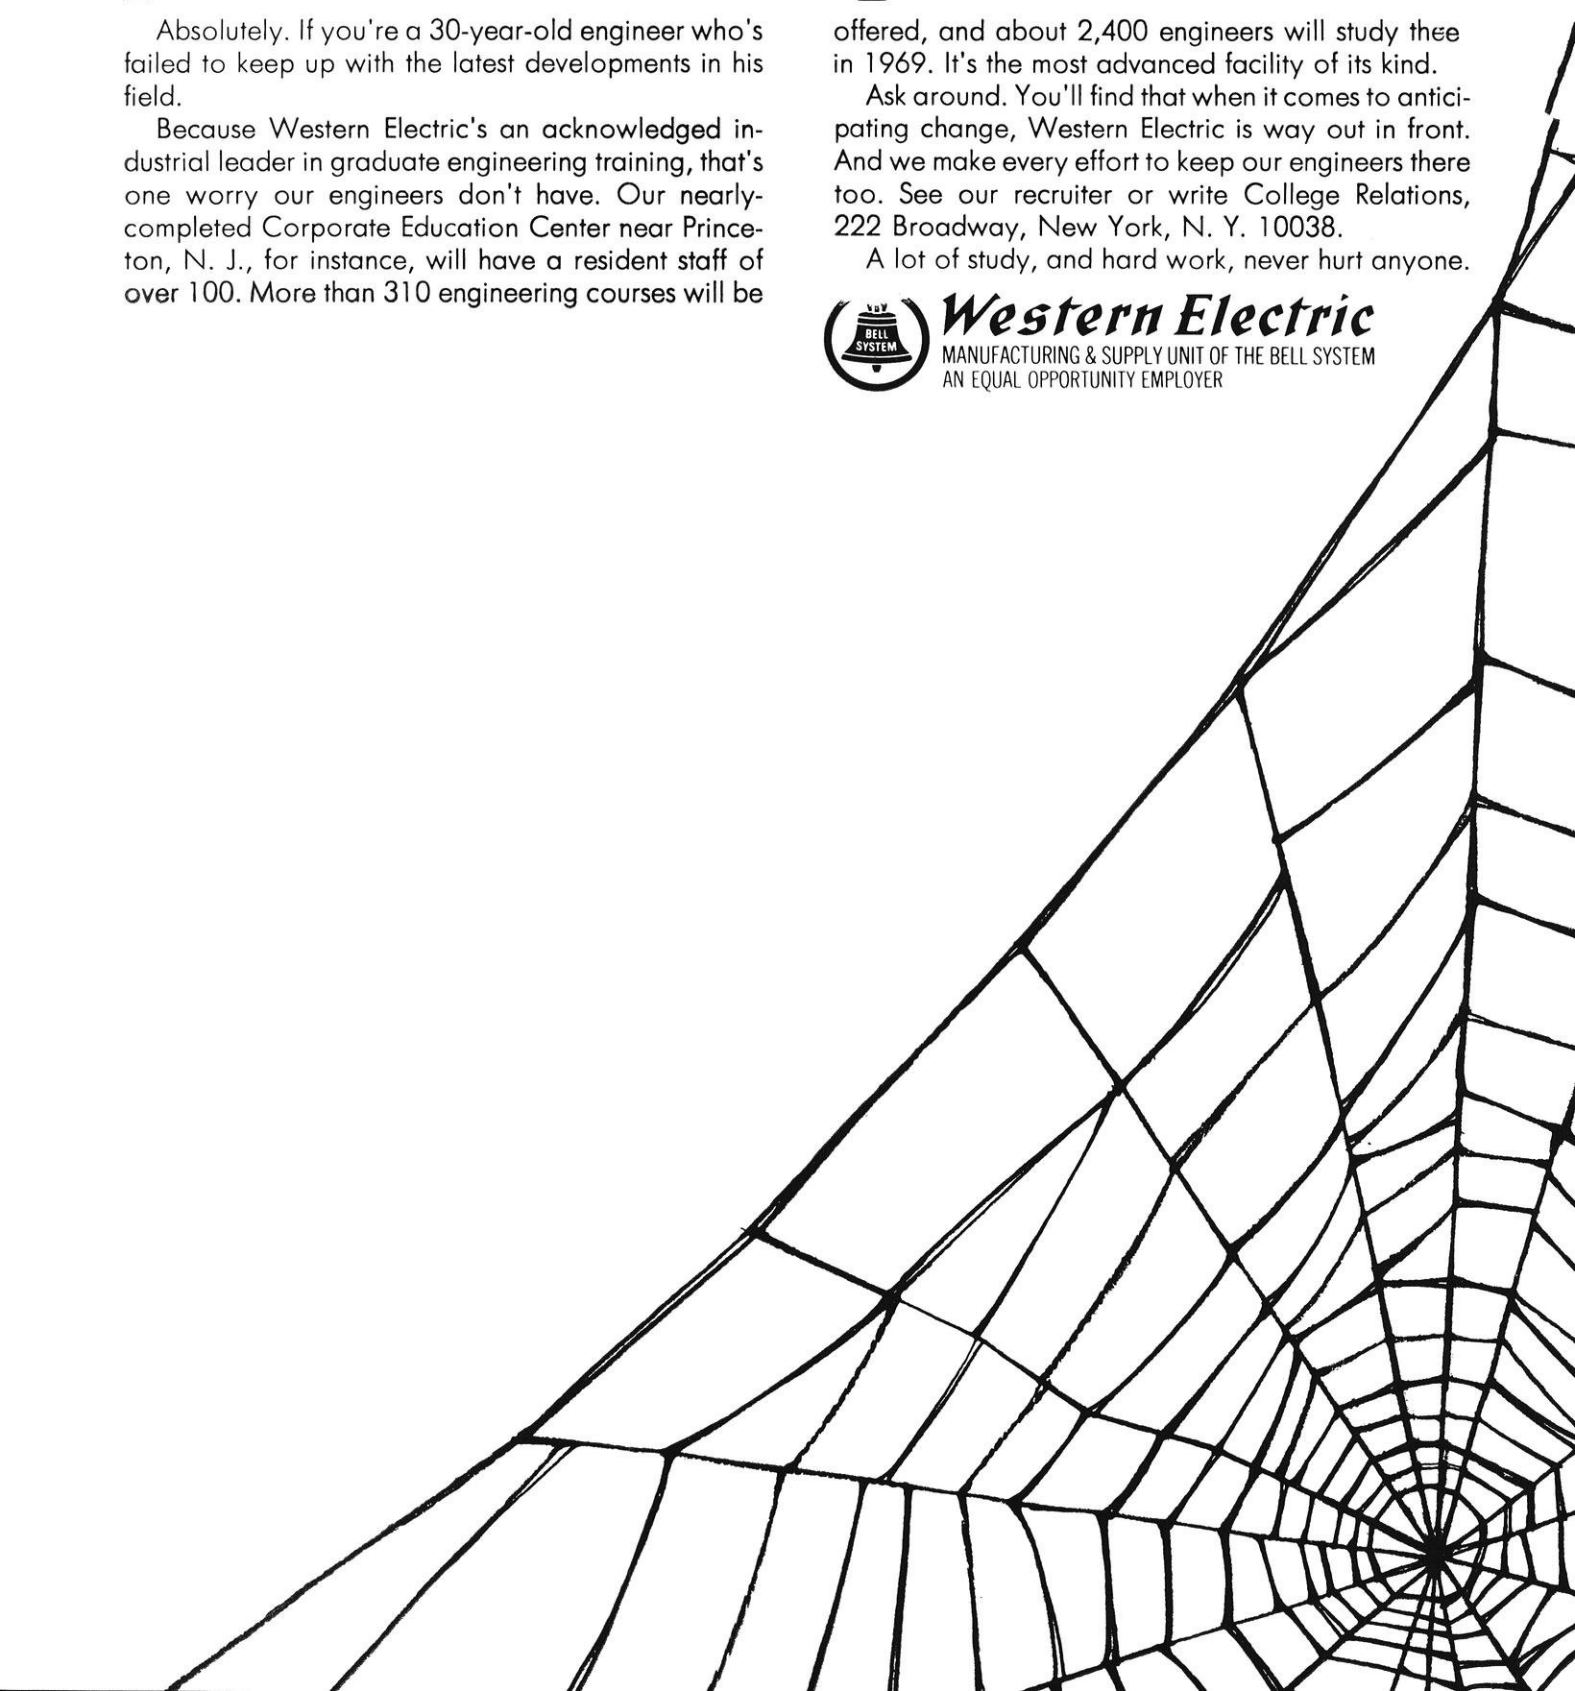 Absolutely. If you're a 30-year-old engineer who's
failed to keep up with the latest developments in his
field.
Because Western Electric's an acknowledged in-
dustrial leader in graduate engineering training, that's
one worry our engineers don't have. Our nearly-
completed Corporate Education Center near Prince-
ton, N. J., for instance, will have a resident staff of
over 100. More than 310 engineering courses will be
offered, and about 2,400 engineers will study
in 1969. It's the most advanced facility of its kind.
Ask around. You'll find that when it comes to antici-
pating change, Western Electric is way out in front.
And we make every effort to keep our engineers there
too. See our recruiter or write College Relations,
222 Broadway, New York, N. Y. 10038.
A lot of study, and hard work, never hurt anyone.
BELL
SYSTEM
Western Electric
MANUFACTURING & SUPPLY UNIT OF THE BELL SYSTEM
AN EQUAL OPPORTUNITY EMPLOYER